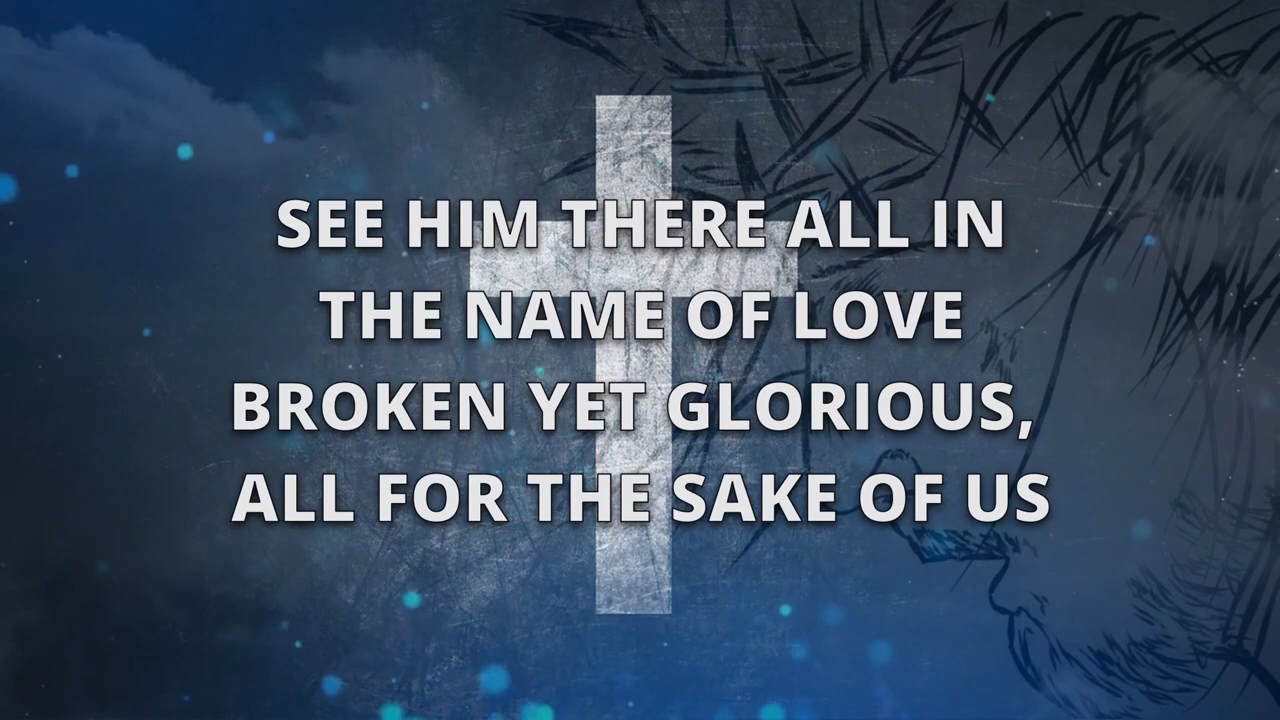 SEE HIM THERE ALL IN
THE NAME OF LOVE
BROKEN YET GLORIOUS,
ALL FOR THE SAKE OF US